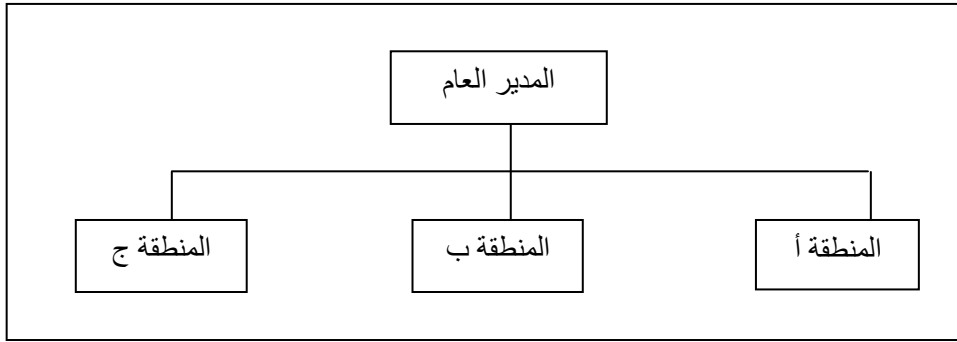 المدير العام
المنطقة أ
المنطقة ب
المنطقة ج